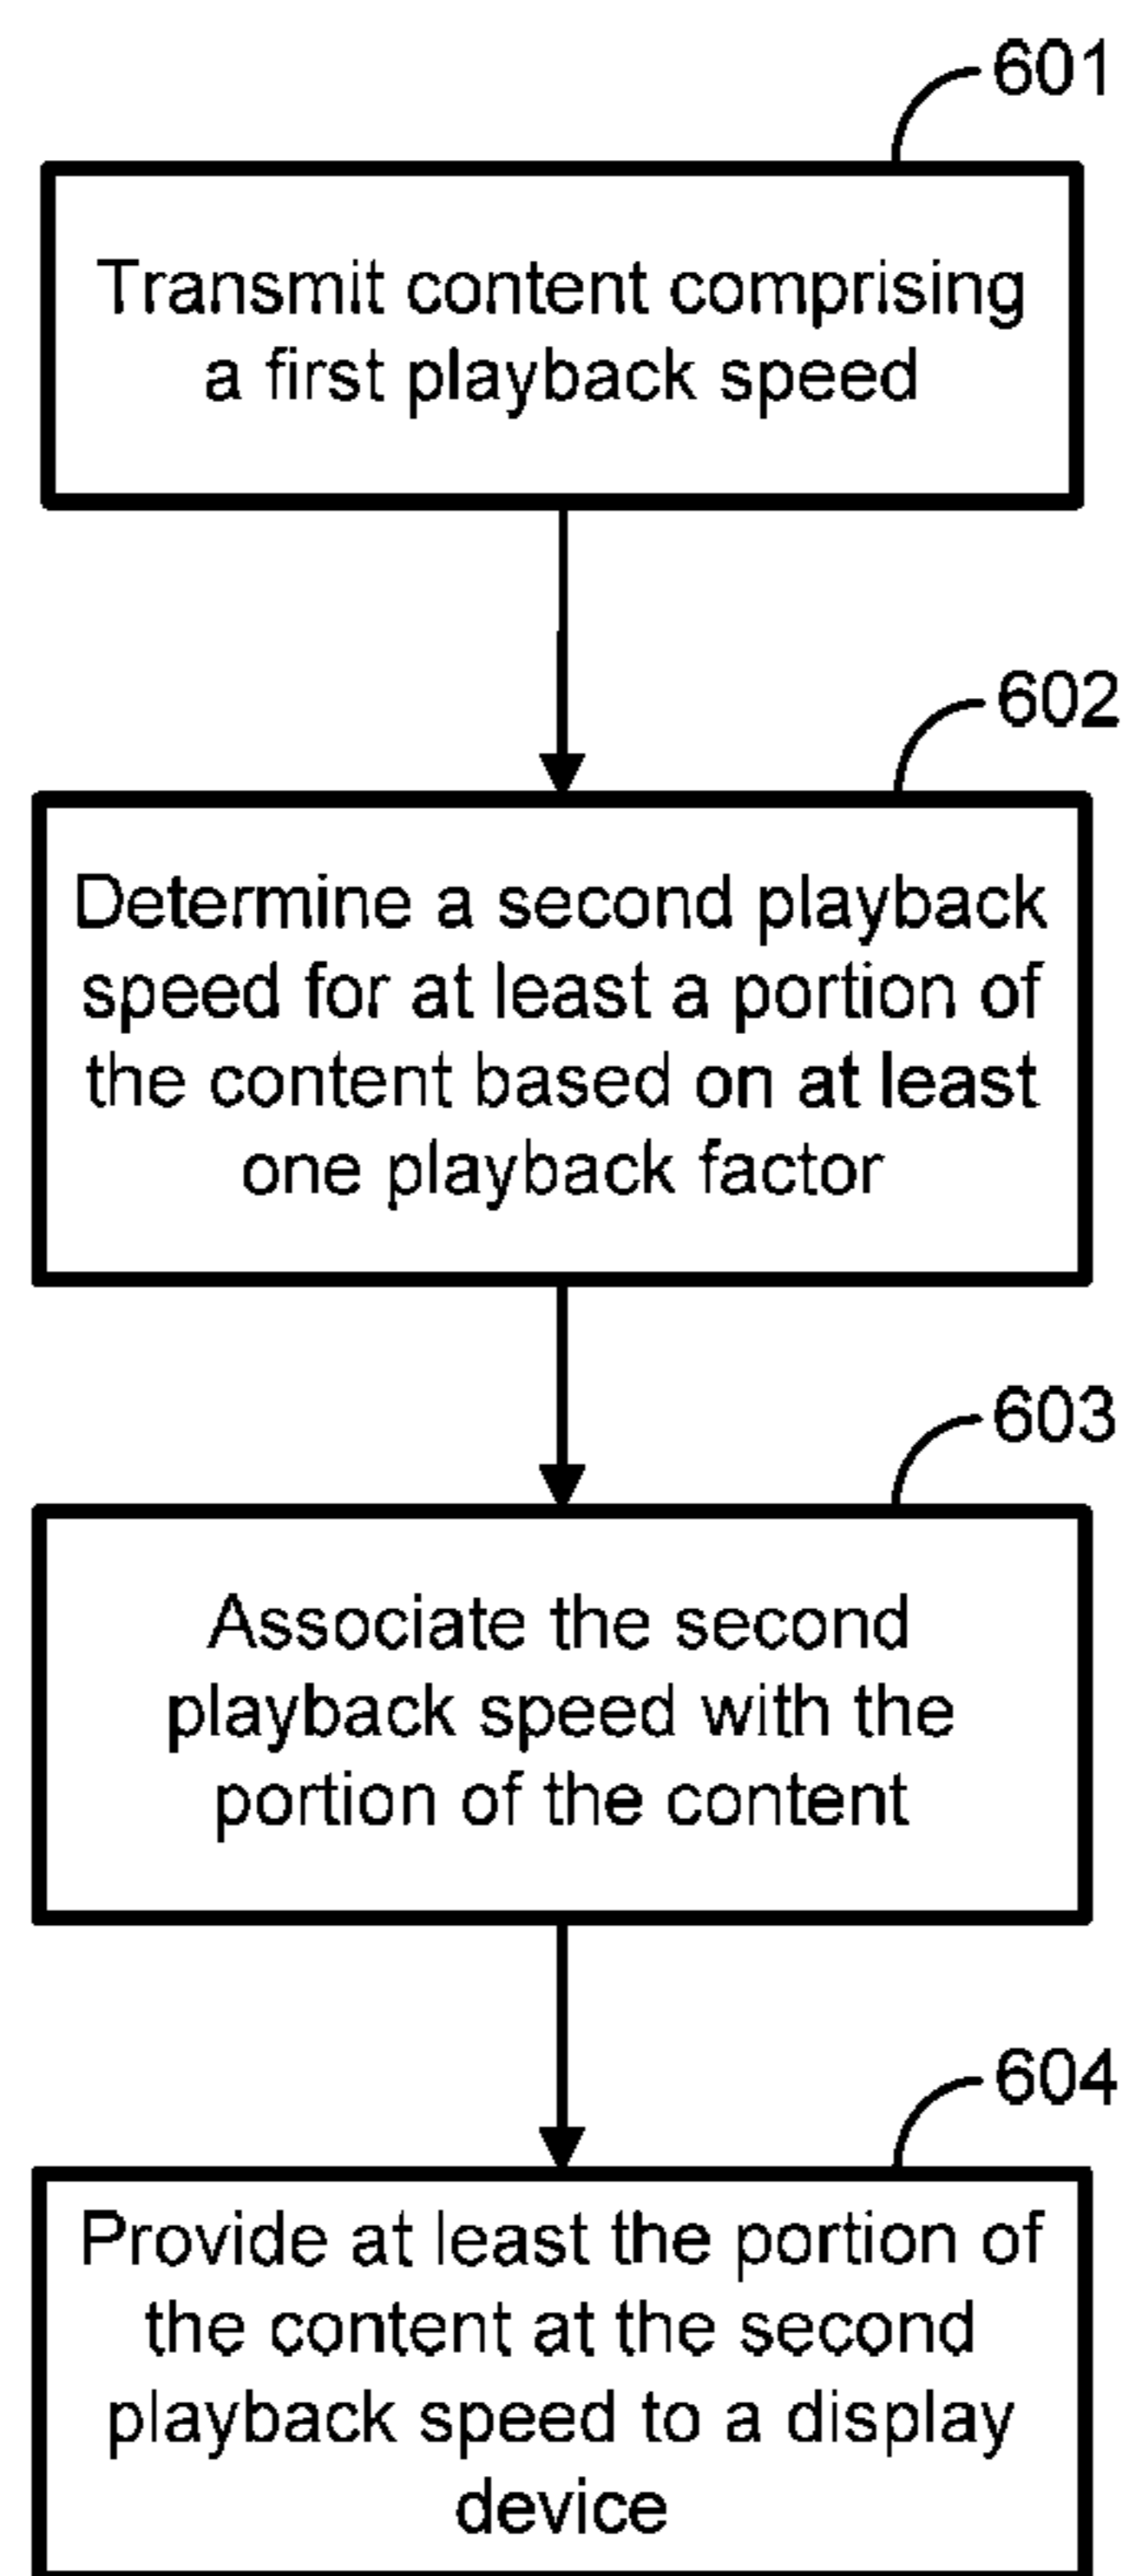 601
Transmit content comprising
a first playback speed
602
Determine a second playback
speed for at least a portion of
the content based on at least
one playback factor
603
Associate the second
playback speed with the
portion of the content
604
Provide at least the portion of
the content at the second
playback speed to a display
device